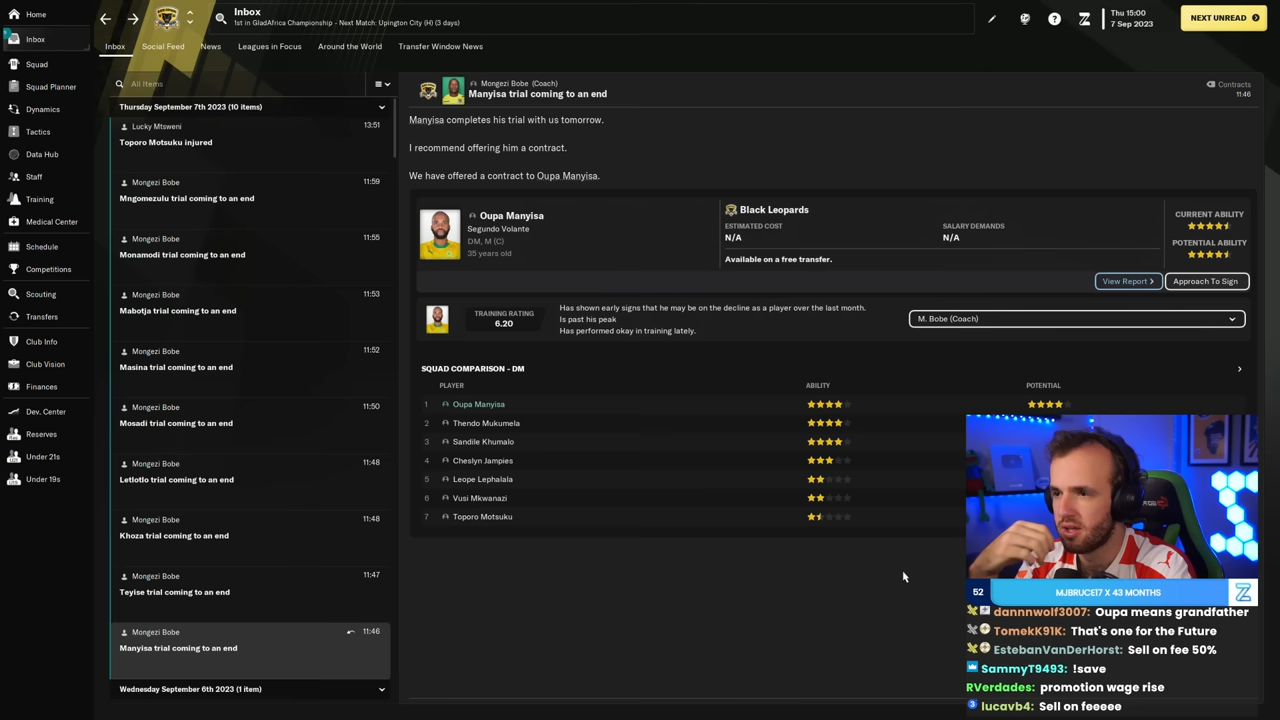 Home
Inbox
Squad
Squad Planner
Dynamics
Tactics
Data Hub
Staff
Training
Medical Center
Schedule
Competitions
Scouting
Transfers
Club Info
Club Vision
Finances
Dev. Center
Reserves
Under 21s
Under 19s
Inbox
1st in GladAfrica Championship - Next Match: Upington City (H) (3 days)
Thu 15:00
7 Sep 2023
NEXT UNREAD
Inbox
Social Feed
News
Leagues in Focus
Around the World
Transfer Window News
All Items
Thursday September 7th 2023 (10 items)
Lucky Mtsweni 13:51
Toporo Motsuku injured
Mongezi Bobe 11:59
Mngomezulu trial coming to an end
Mongezi Bobe 11:55
Monamodi trial coming to an end
Mongezi Bobe 11:53
Mabotja trial coming to an end
Mongezi Bobe 11:52
Masina trial coming to an end
Mongezi Bobe 11:50
Mosadi trial coming to an end
Mongezi Bobe 11:48
Letlotlo trial coming to an end
Mongezi Bobe 11:48
Khoza trial coming to an end
Mongezi Bobe 11:47
Teyise trial coming to an end
Mongezi Bobe 11:46
Manyisa trial coming to an end
Wednesday September 6th 2023 (1 item)
Mongezi Bobe (Coach)
Manyisa trial coming to an end
Contracts
11:46
Manyisa completes his trial with us tomorrow.
I recommend offering him a contract.
We have offered a contract to Oupa Manyisa.
Oupa Manyisa
Segundo Volante
DM, M (C)
35 years old
Black Leopards
ESTIMATED COST
N/A
SALARY DEMANDS
N/A
Available on a free transfer.
CURRENT ABILITY
POTENTIAL ABILITY
View Report
Approach To Sign
TRAINING RATING
6.20
Has shown early signs that he may be on the decline as a player over the last month.
Is past his peak
Has performed okay in training lately.
M. Bobe (Coach)
SQUAD COMPARISON - DM
PLAYER ABILITY POTENTIAL
1 Oupa Manyisa
2 Thendo Mukumela
3 Sandile Khumalo
4 Cheslyn Jampies
5 Leope Lephalala
6 Vusi Mkwanazi
7 Toporo Motsuku
52 MJBRUCE17 X 43 MONTHS
dannnwolf3007: Oupa means grandfather
TomekK91K: That's one for the Future
EstebanVanDerHorst: Sell on fee 50%
SammyT9493: !save
RVerdades: promotion wage rise
3 lucavb4: Sell on feeeee